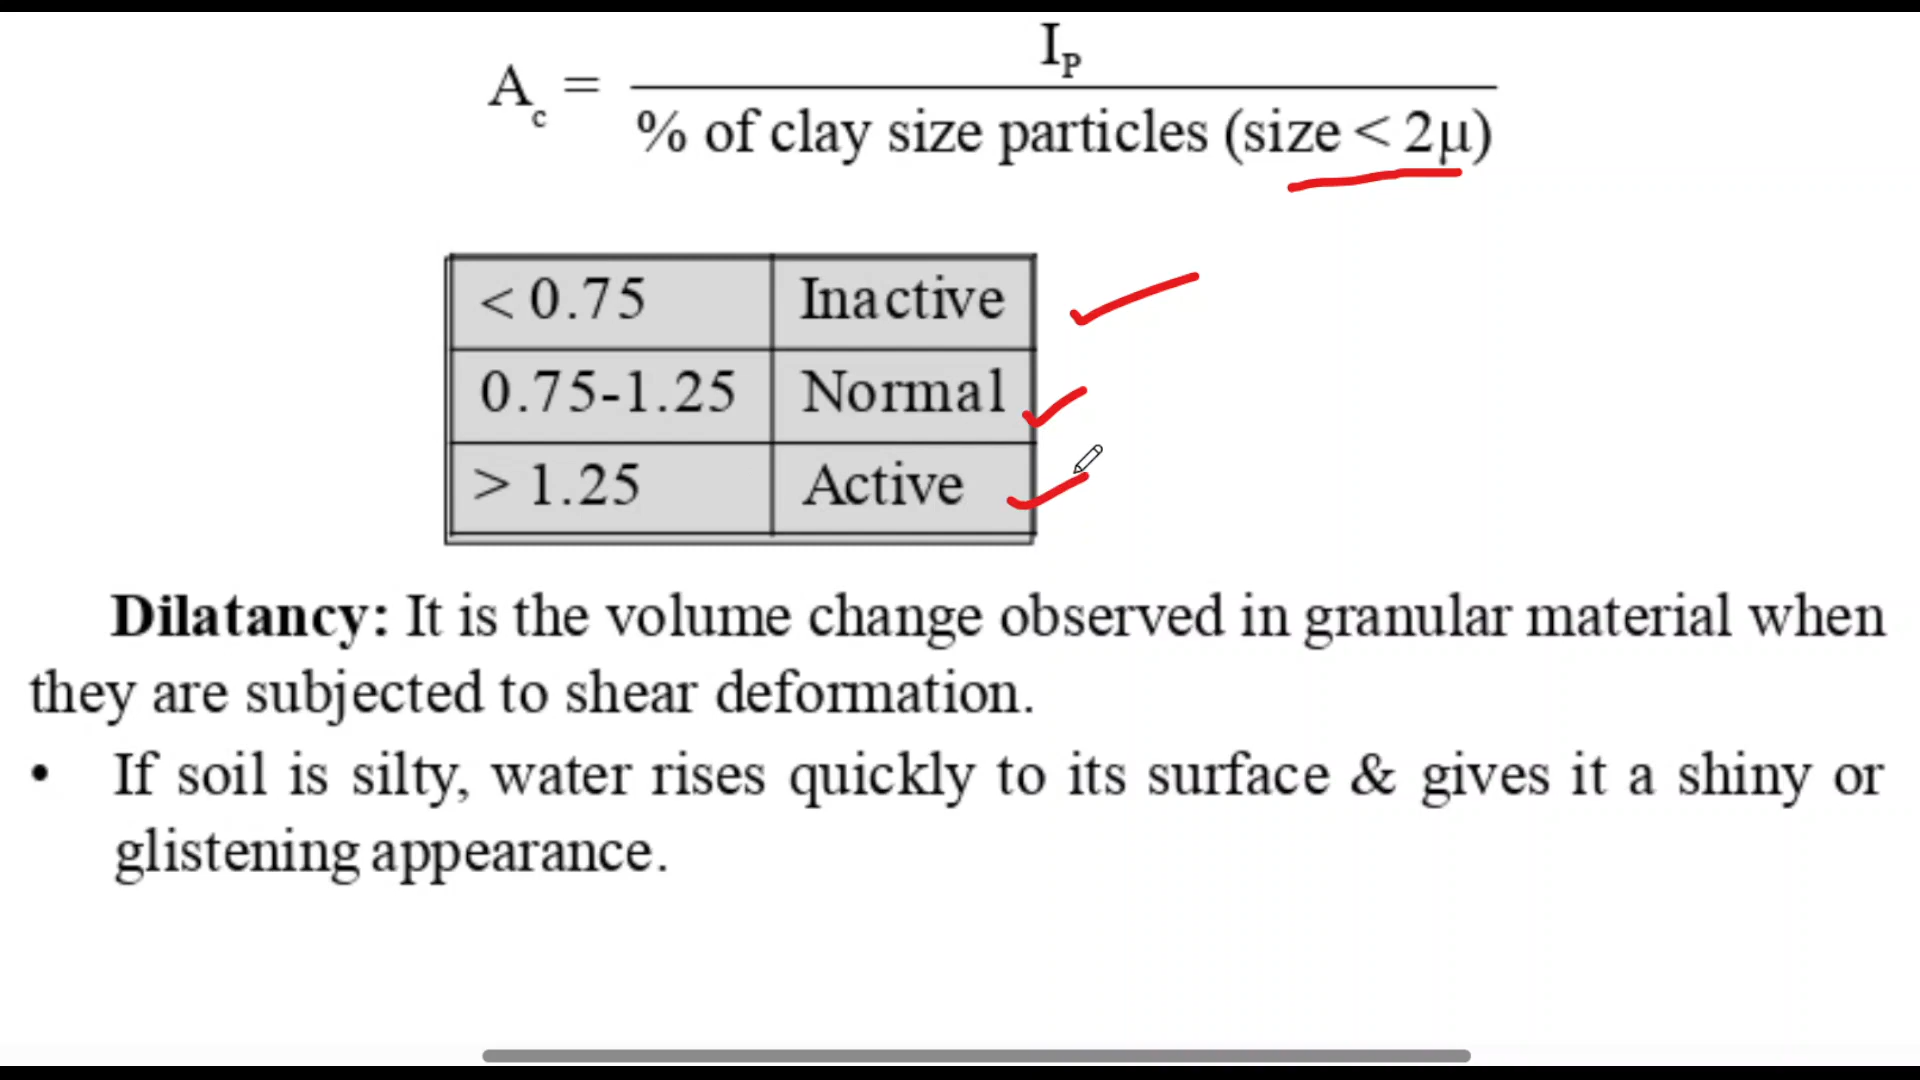 A_c = I_P / % of clay size particles (size < 2μ)
< 0.75 Inactive
0.75-1.25 Normal
> 1.25 Active
Dilatancy: It is the volume change observed in granular material when
they are subjected to shear deformation.
• If soil is silty, water rises quickly to its surface & gives it a shiny or
glistening appearance.